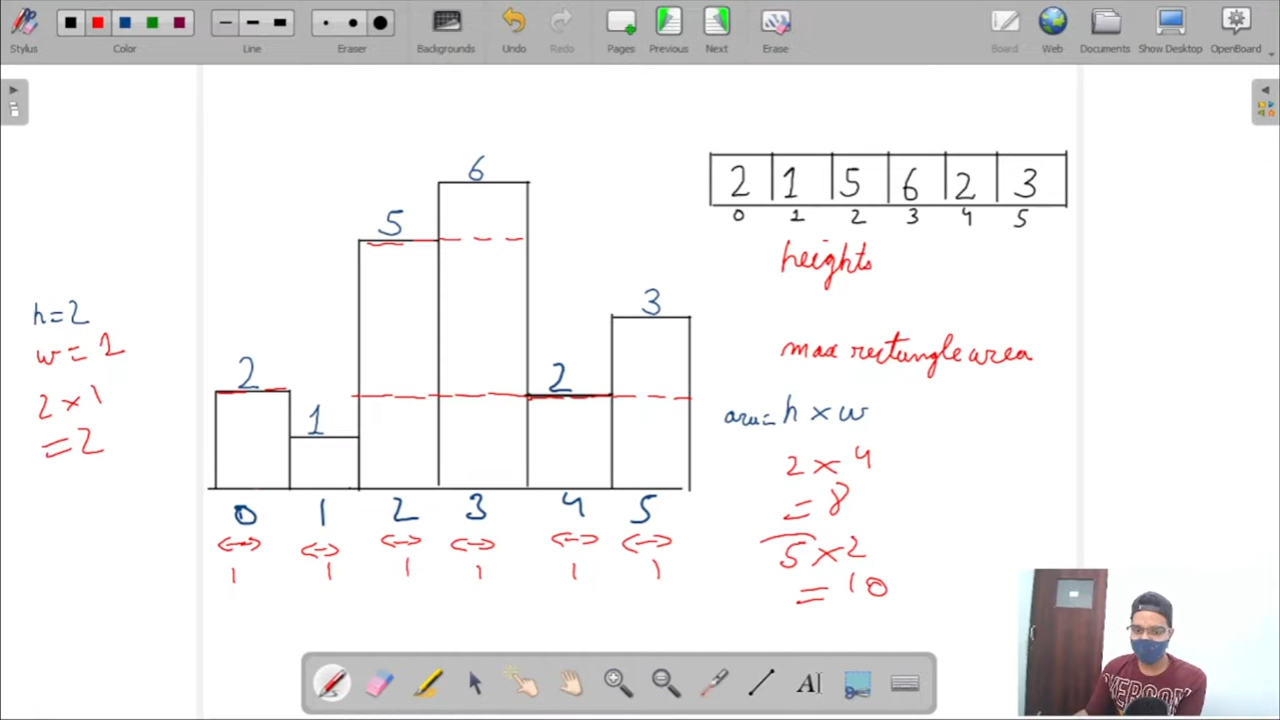 Stylus
Color
Line
Eraser
Backgrounds
Undo
Redo
Pages
Previous
Next
Erase
Board
Web
Documents
Show Desktop
OpenBoard
2 1 5 6 2 3
0 1 2 3 4 5
heights
max rectangle area
area = h × w
2 × 4
= 8
5 × 2
= 10
6
5
3
2
2
1
0 1 2 3 4 5
1 1 1 1 1 1
h = 2
w = 1
2 × 1
= 2